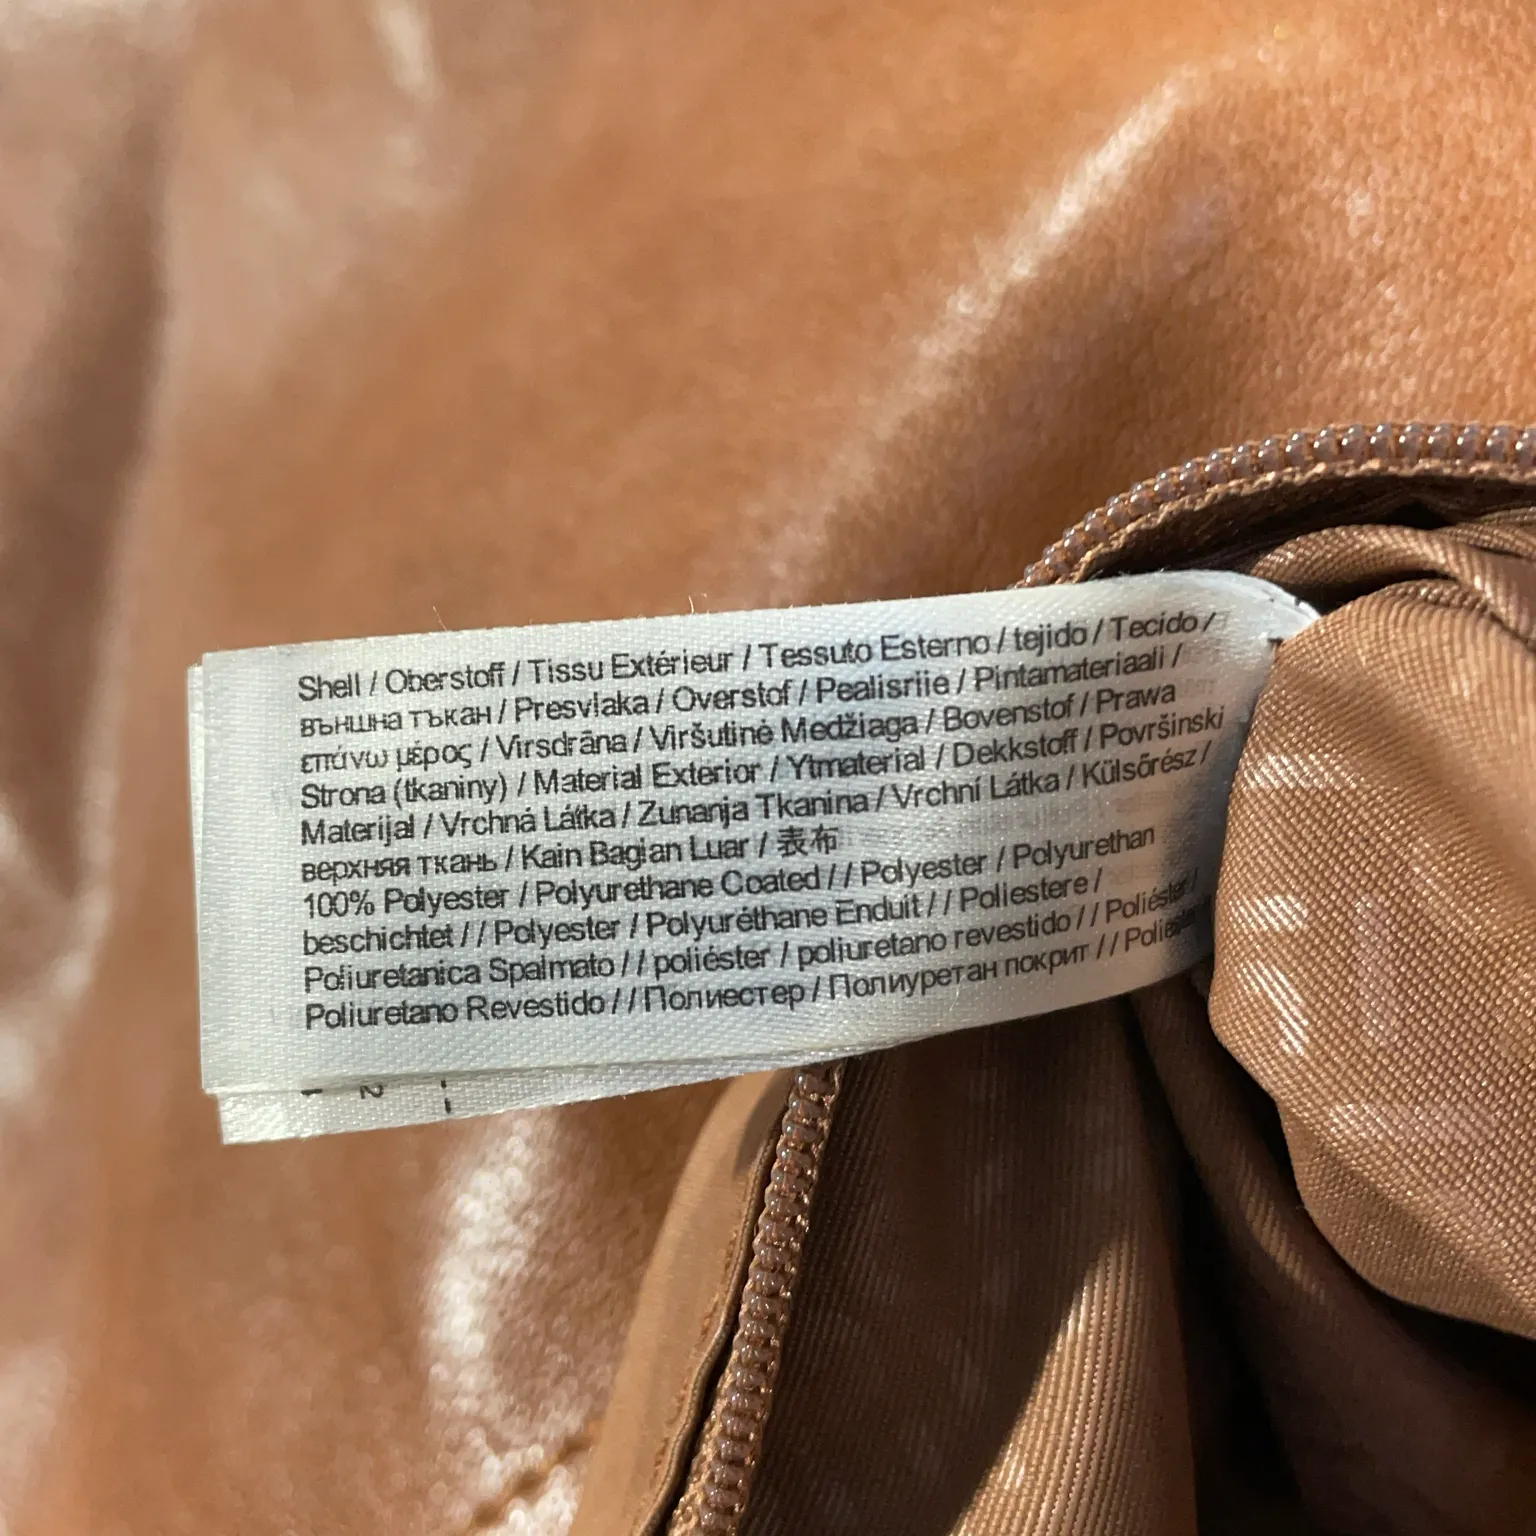 Shell / Oberstoff / Tissu Extérieur / Tessuto Esterno / tejido / Tecido /
външна тъкан / Presvlaka / Overstof / Pealisriie / Pintamateriaali /
επάνω μέρος / Virsdrāna / Viršutinė Medžiaga / Bovenstof / Prawa
Strona (tkaniny) / Material Exterior / Ytmaterial / Dekkstoff / Površinski
Materijal / Vrchná Látka / Zunanja Tkanina / Vrchní Látka / Külsőrész /
верхняя ткань / Kain Bagian Luar / 表布
100% Polyester / Polyurethane Coated / / Polyester / Polyurethan
beschichtet / / Polyester / Polyuréthane Enduit / / Poliestere /
Poliuretanica Spalmato / / poliéster / poliuretano revestido / / Poliéster /
Poliuretano Revestido / / Полиестер / Полиуретан покрит / /
2